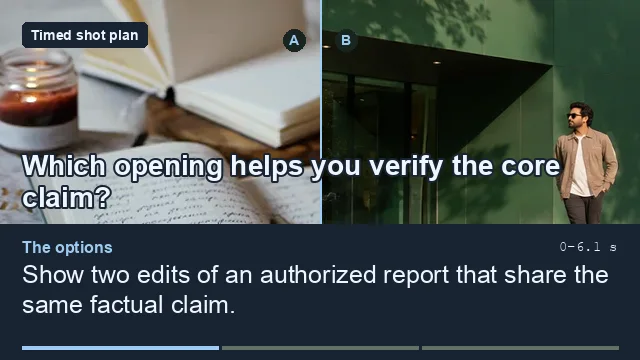 Timed shot plan
A
B
Which opening helps you verify the core
claim?
The options
0–6.1 s
Show two edits of an authorized report that share the
same factual claim.